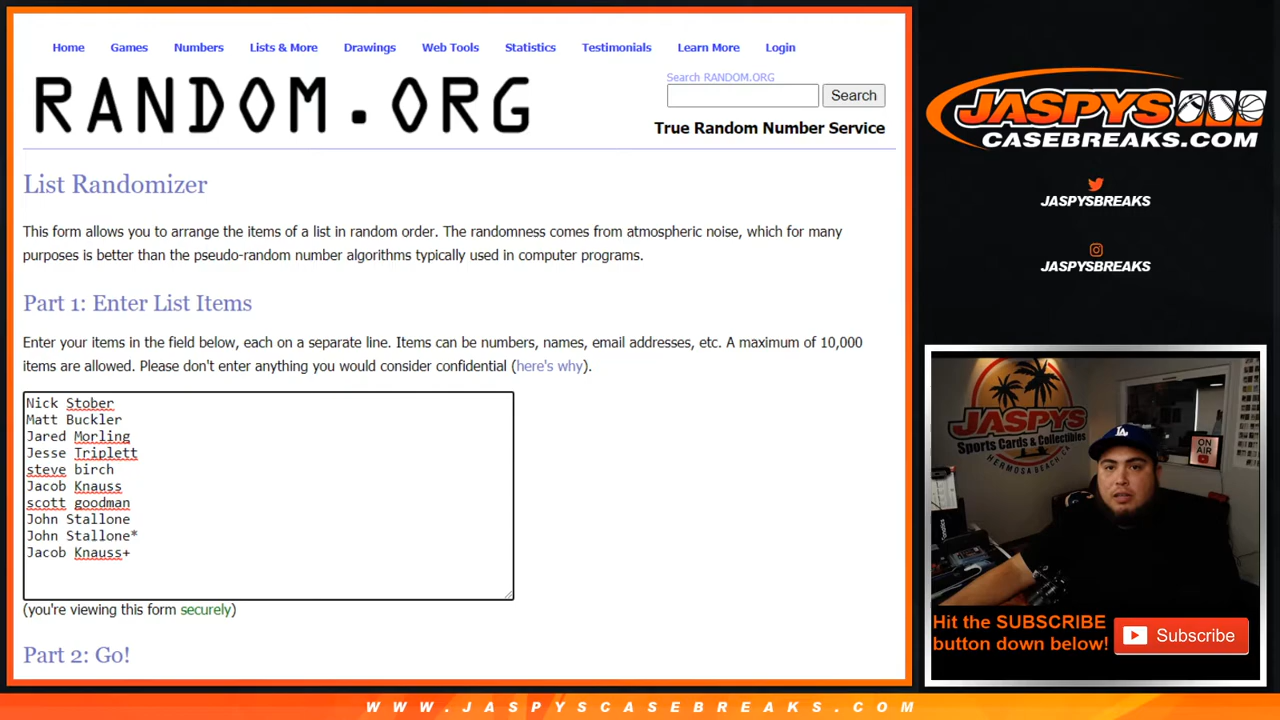 Home Games Numbers Lists & More Drawings Web Tools Statistics Testimonials Learn More Login
RANDOM.ORG
Search RANDOM.ORG
Search
True Random Number Service
List Randomizer
This form allows you to arrange the items of a list in random order. The randomness comes from atmospheric noise, which for many
purposes is better than the pseudo-random number algorithms typically used in computer programs.
Part 1: Enter List Items
Enter your items in the field below, each on a separate line. Items can be numbers, names, email addresses, etc. A maximum of 10,000
items are allowed. Please don't enter anything you would consider confidential (here's why).
Nick Stober
Matt Buckler
Jared Morling
Jesse Triplett
steve birch
Jacob Knauss
scott goodman
John Stallone
John Stallone*
Jacob Knauss+
(you're viewing this form securely)
Part 2: Go!
JASPYS
CASEBREAKS.COM
JASPYSBREAKS
JASPYSBREAKS
JASPYS
Sports Cards & Collectibles
HERMOSA BEACH, CA
ON
AIR
LA
Hit the SUBSCRIBE
button down below!
Subscribe
WWW.JASPYSCASEBREAKS.COM